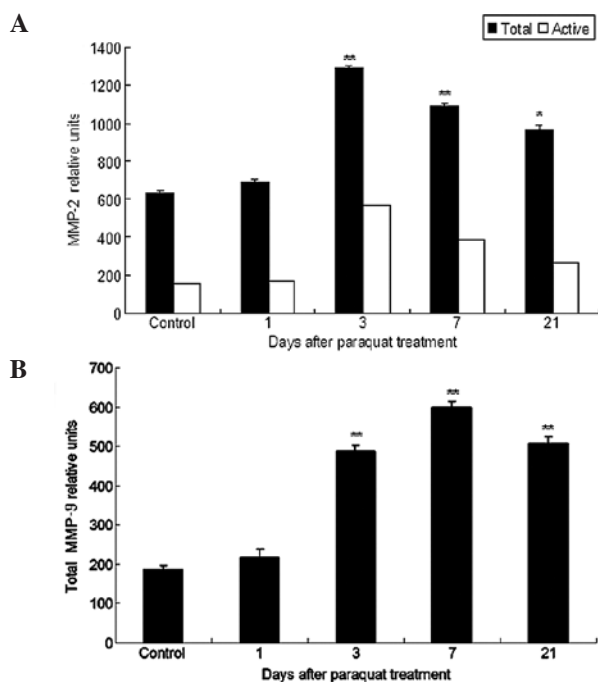 A
Total Active
1400
1200
1000
800
600
400
200
0
MMP-2 relative units
** ** *
Control 1 3 7 21
Days after paraquat treatment
B
700
600
500
400
300
200
100
0
Total MMP-9 relative units
** ** **
Control 1 3 7 21
Days after paraquat treatment